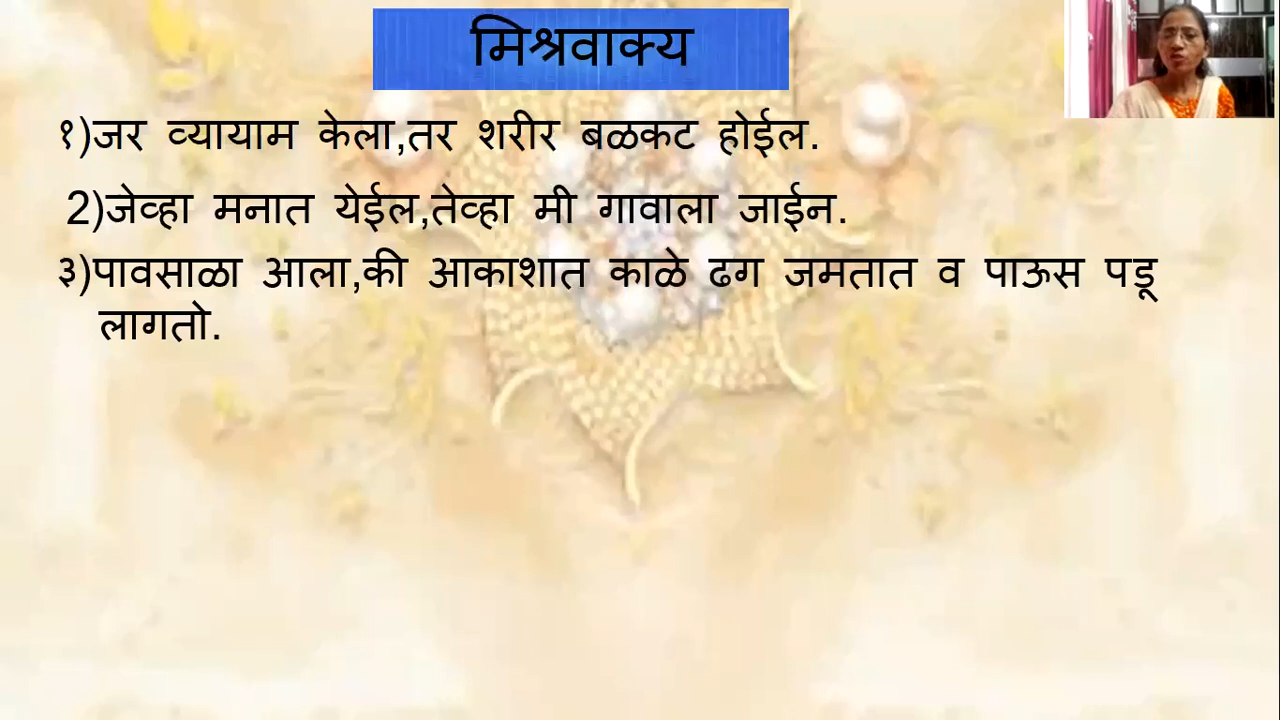 मिश्रवाक्य
१)जर व्यायाम केला,तर शरीर बळकट होईल.
2)जेव्हा मनात येईल,तेव्हा मी गावाला जाईन.
३)पावसाळा आला,की आकाशात काळे ढग जमतात व पाऊस पडू
लागतो.